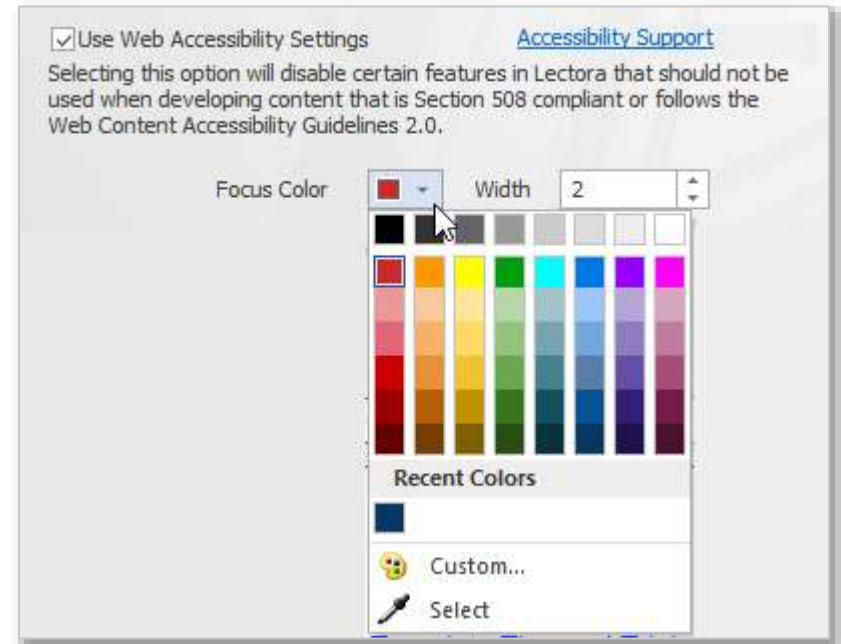 Use Web Accessibility Settings Accessibility Support
Selecting this option will disable certain features in Lectora that should not be
used when developing content that is Section 508 compliant or follows the
Web Content Accessibility Guidelines 2.0.
Focus Color Width 2
Recent Colors
Custom...
Select